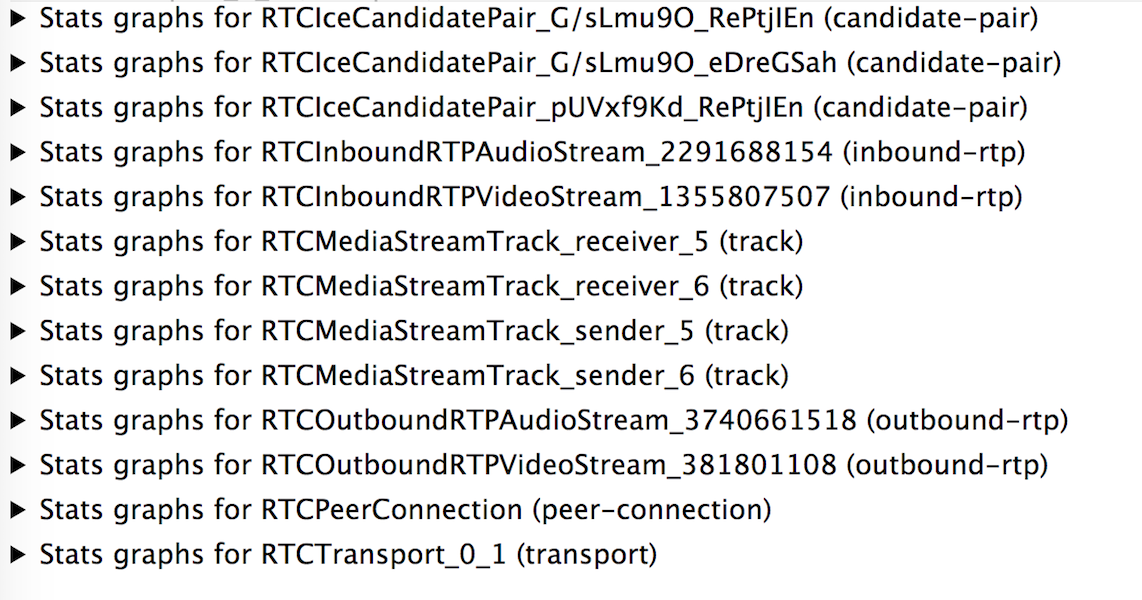 Stats graphs for RTCIceCandidatePair_G/sLmu9O_RePtjIEn (candidate-pair)
Stats graphs for RTCIceCandidatePair_G/sLmu9O_eDreGSah (candidate-pair)
Stats graphs for RTCIceCandidatePair_pUVxf9Kd_RePtjIEn (candidate-pair)
Stats graphs for RTCInboundRTPAudioStream_2291688154 (inbound-rtp)
Stats graphs for RTCInboundRTPVideoStream_1355807507 (inbound-rtp)
Stats graphs for RTCMediaStreamTrack_receiver_5 (track)
Stats graphs for RTCMediaStreamTrack_receiver_6 (track)
Stats graphs for RTCMediaStreamTrack_sender_5 (track)
Stats graphs for RTCMediaStreamTrack_sender_6 (track)
Stats graphs for RTCOutboundRTPAudioStream_3740661518 (outbound-rtp)
Stats graphs for RTCOutboundRTPVideoStream_381801108 (outbound-rtp)
Stats graphs for RTCPeerConnection (peer-connection)
Stats graphs for RTCTransport_0_1 (transport)